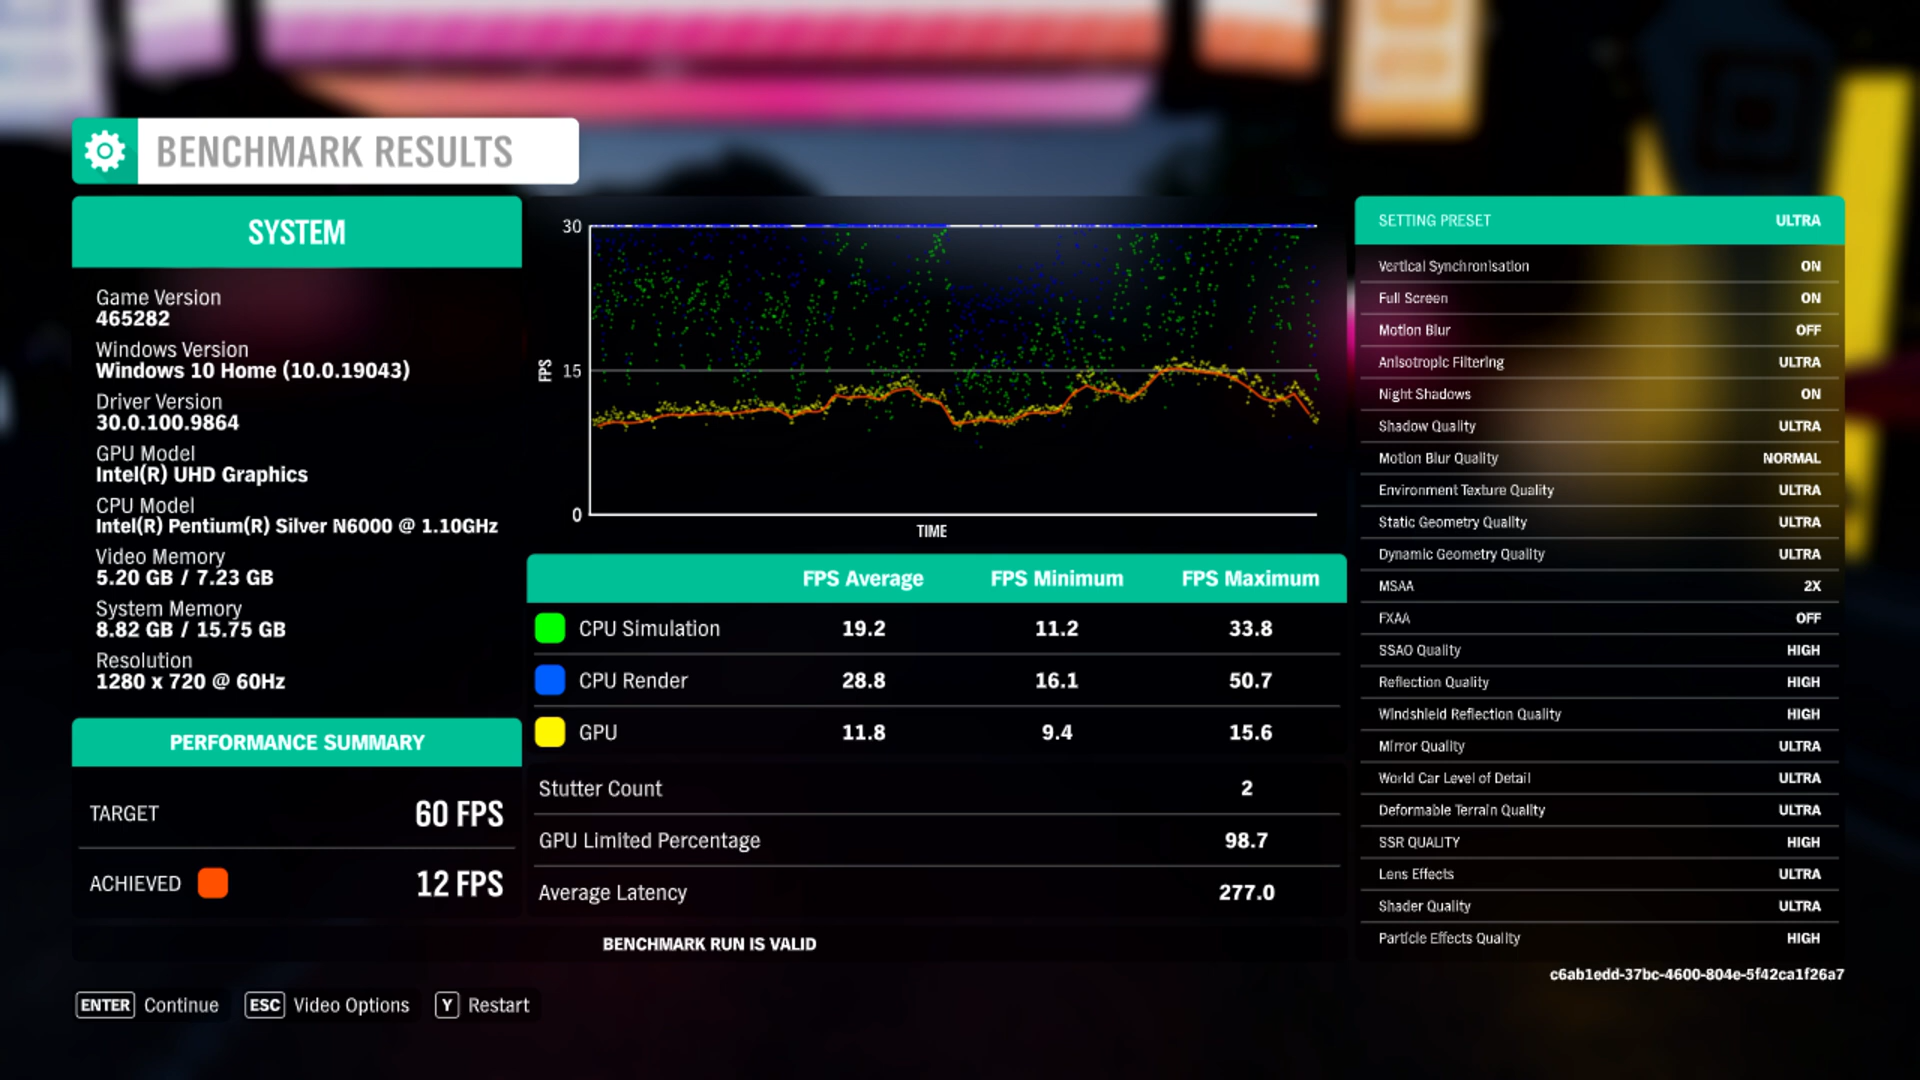 BENCHMARK RESULTS
SYSTEM
Game Version
465282
Windows Version
Windows 10 Home (10.0.19043)
Driver Version
30.0.100.9864
GPU Model
Intel(R) UHD Graphics
CPU Model
Intel(R) Pentium(R) Silver N6000 @ 1.10GHz
Video Memory
5.20 GB / 7.23 GB
System Memory
8.82 GB / 15.75 GB
Resolution
1280 x 720 @ 60Hz
PERFORMANCE SUMMARY
TARGET 60 FPS
ACHIEVED 12 FPS
30
FPS 15
0
TIME
FPS Average FPS Minimum FPS Maximum
CPU Simulation 19.2 11.2 33.8
CPU Render 28.8 16.1 50.7
GPU 11.8 9.4 15.6
Stutter Count 2
GPU Limited Percentage 98.7
Average Latency 277.0
BENCHMARK RUN IS VALID
SETTING PRESET ULTRA
Vertical Synchronisation ON
Full Screen ON
Motion Blur OFF
Anisotropic Filtering ULTRA
Night Shadows ON
Shadow Quality ULTRA
Motion Blur Quality NORMAL
Environment Texture Quality ULTRA
Static Geometry Quality ULTRA
Dynamic Geometry Quality ULTRA
MSAA 2X
FXAA OFF
SSAO Quality HIGH
Reflection Quality HIGH
Windshield Reflection Quality HIGH
Mirror Quality ULTRA
World Car Level of Detail ULTRA
Deformable Terrain Quality ULTRA
SSR QUALITY HIGH
Lens Effects ULTRA
Shader Quality ULTRA
Particle Effects Quality HIGH
c6ab1edd-37bc-4600-804e-5f42ca1f26a7
ENTER Continue ESC Video Options Y Restart